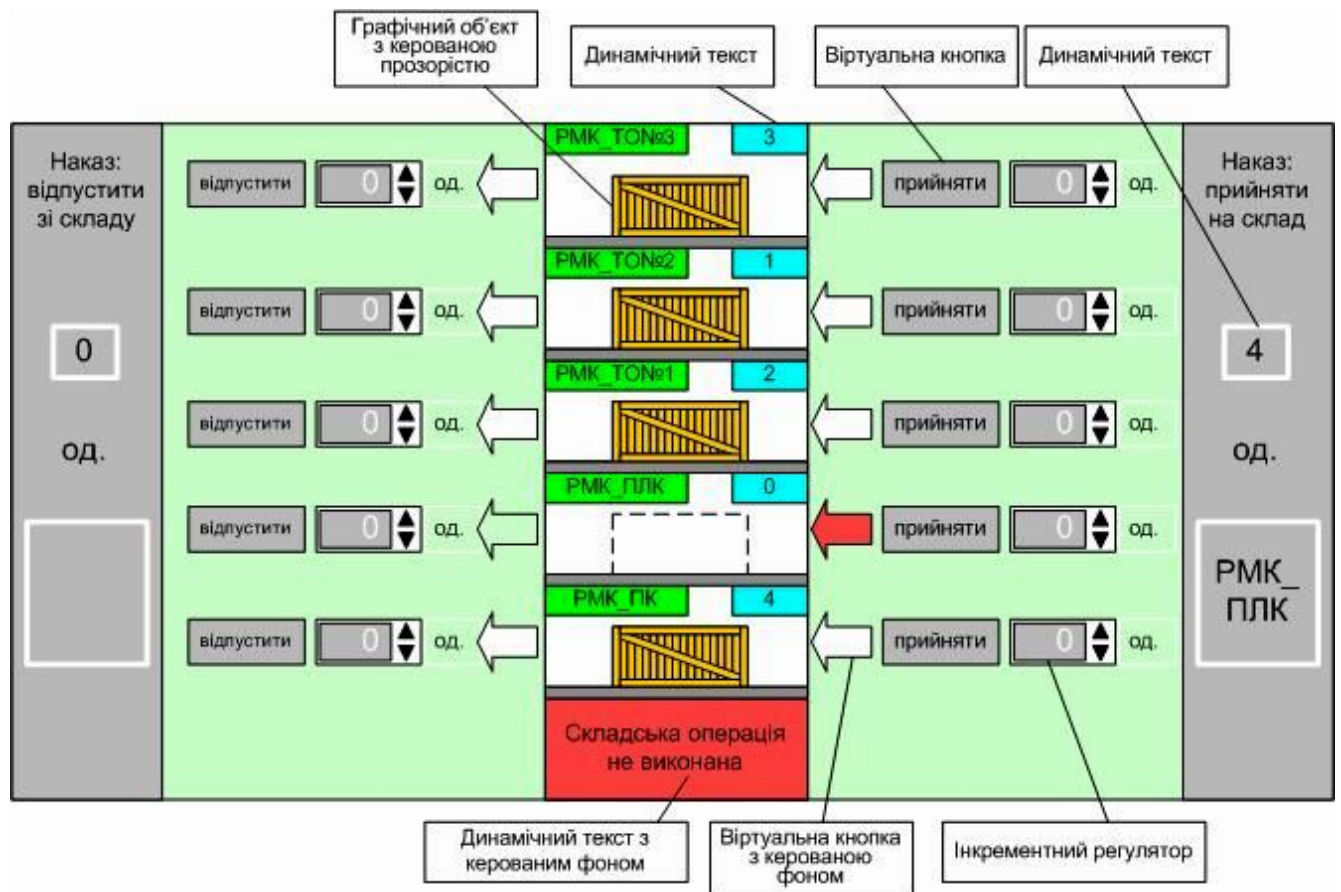 Графічний об'єкт
з керованою
прозорістю
Динамічний текст
Віртуальна кнопка
Динамічний текст
Наказ:
відпустити
зі складу
0
од.
РМК_ТО№3 3
відпустити 0 од.
прийняти 0 од.
РМК_ТО№2 1
відпустити 0 од.
прийняти 0 од.
РМК_ТО№1 2
відпустити 0 од.
прийняти 0 од.
РМК_ПЛК 0
відпустити 0 од.
прийняти 0 од.
РМК_ПК 4
відпустити 0 од.
прийняти 0 од.
Складська операція
не виконана
Наказ:
прийняти
на склад
4
од.
РМК_
ПЛК
Динамічний текст з
керованим фоном
Віртуальна кнопка
з керованою
фоном
Інкрементний регулятор